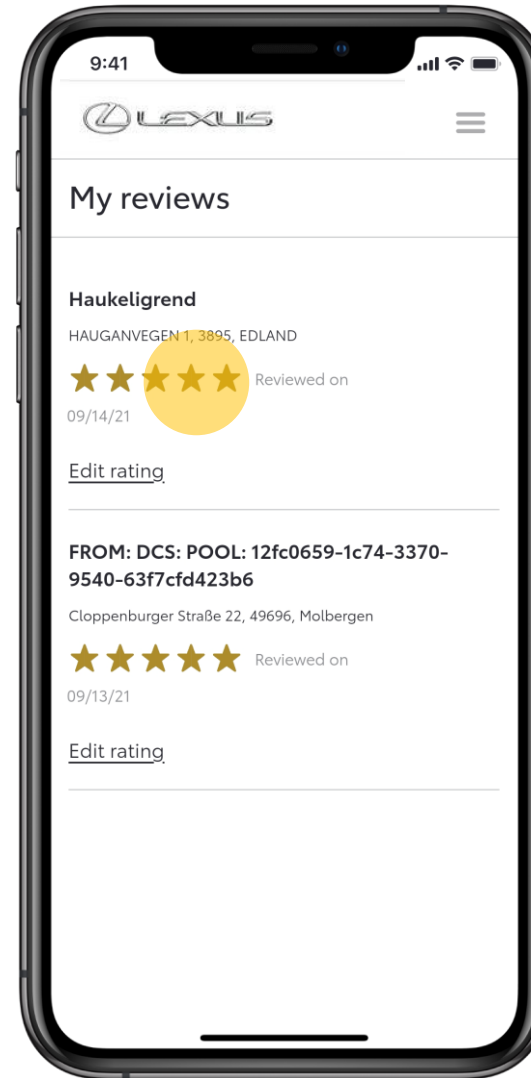 9:41
LEXUS
My reviews
Haukeligrend
HAUGANVEGEN 1, 3895, EDLAND
Reviewed on
09/14/21
Edit rating
FROM: DCS: POOL: 12fc0659-1c74-3370-
9540-63f7cfd423b6
Cloppenburger Straße 22, 49696, Molbergen
Reviewed on
09/13/21
Edit rating